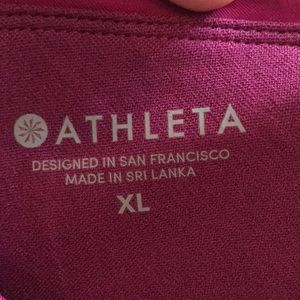 ATHLETA
DESIGNED IN SAN FRANCISCO
MADE IN SRI LANKA
XL